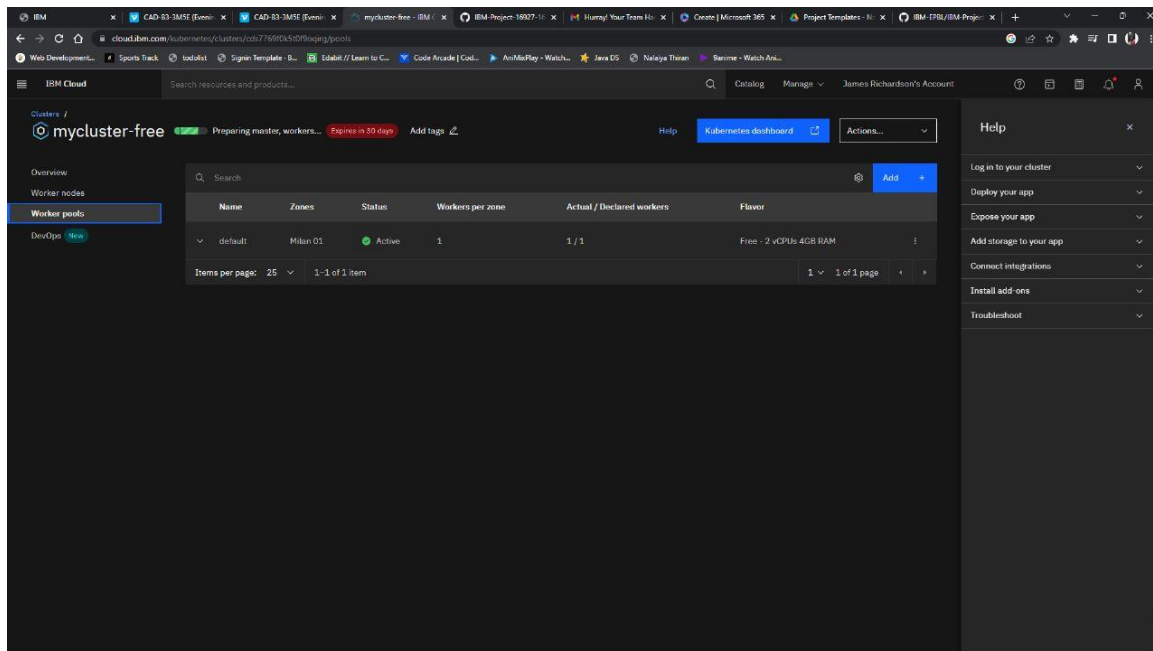 IBM
CAD-B3-3M5E (Evenin
CAD-B3-3M5E (Evenin
mycluster-free - IBM C
IBM-Project-16927-16
Hurray! Your Team Ha
Create | Microsoft 365
Project Templates - N
IBM-EPBL/IBM-Project
cloud.ibm.com/kubernetes/clusters/
/pools
Web Development...
Sports Track
todolist
Signin Template - B...
Edabit // Learn to C...
Code Arcade | Cod...
AniMixPlay - Watch...
Java DS
Nalaiya Thiran
9anime - Watch Ani...
IBM Cloud
Search resources and products...
Catalog
Manage
James Richardson's Account
Clusters /
mycluster-free
Preparing master, workers...
Expires in 30 days
Add tags
Help
Kubernetes dashboard
Actions...
Help
Overview
Worker nodes
Worker pools
DevOps New
Search
Add +
Name Zones Status Workers per zone Actual / Declared workers Flavor
default Milan 01 Active 1 1 / 1 Free - 2 vCPUs 4GB RAM
Items per page: 25 1–1 of 1 item 1 1 of 1 page
Log in to your cluster
Deploy your app
Expose your app
Add storage to your app
Connect integrations
Install add-ons
Troubleshoot